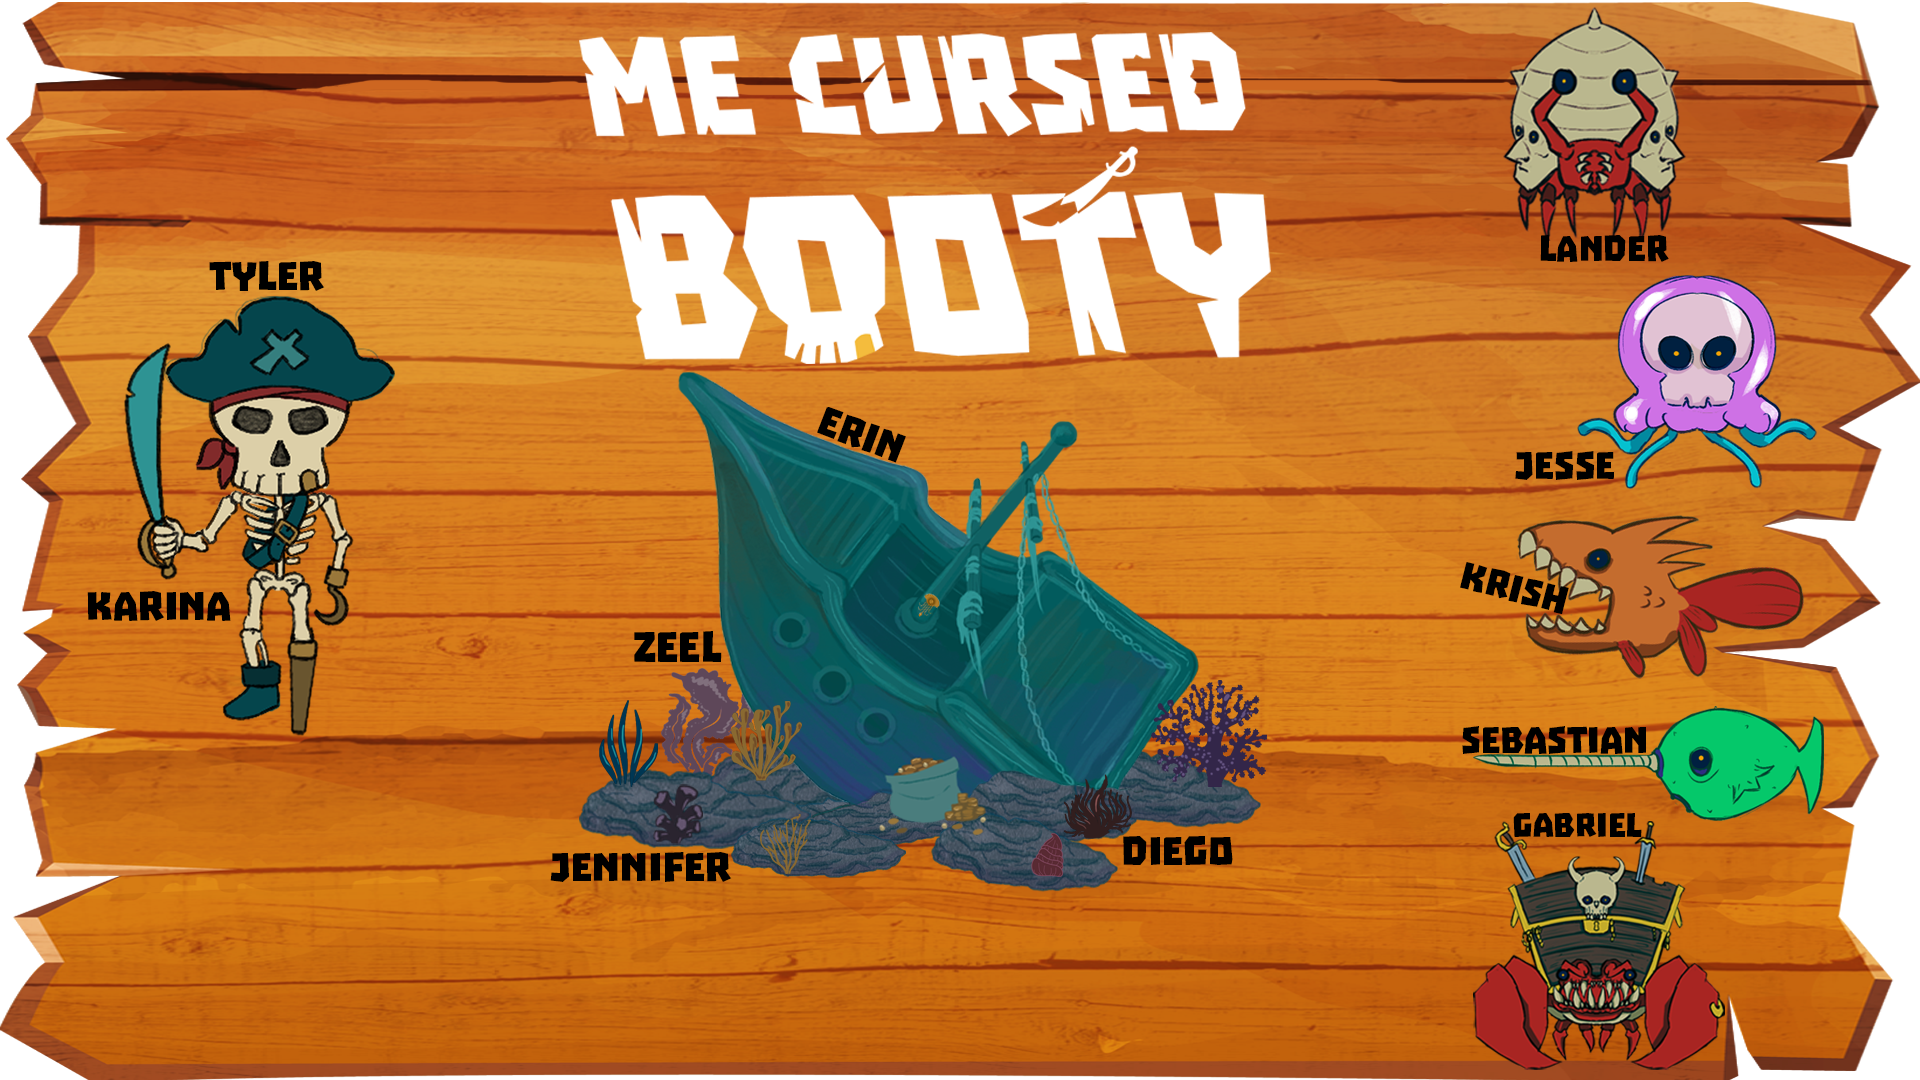 ME CURSED
BOOTY
LANDER
TYLER
JESSE
ERIN
KRISH
KARINA
ZEEL
SEBASTIAN
GABRIEL
JENNIFER
DIEGO